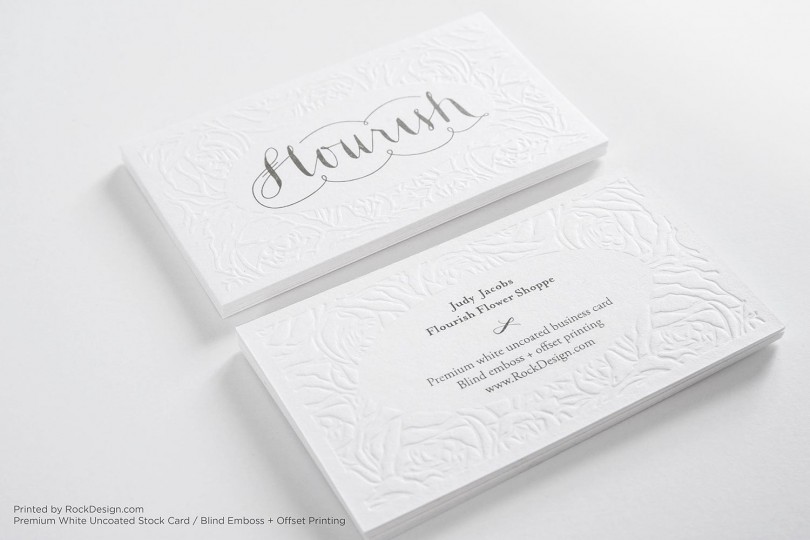 flourish
Judy Jacobs
Flourish Flower Shoppe
Premium white uncoated business card
Blind emboss + offset printing
www.RockDesign.com
Printed by RockDesign.com
Premium White Uncoated Stock Card / Blind Emboss + Offset Printing